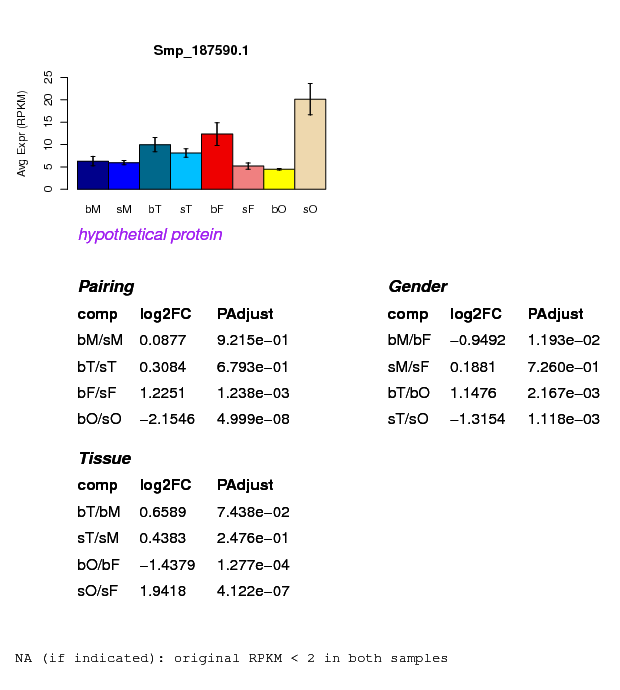 Smp_187590.1
Avg Expr (RPKM)
0 5 10 15 20 25
bM sM bT sT bF sF bO sO
hypothetical protein
Pairing
comp log2FC PAdjust
bM/sM 0.0877 9.215e−01
bT/sT 0.3084 6.793e−01
bF/sF 1.2251 1.238e−03
bO/sO −2.1546 4.999e−08
Gender
comp log2FC PAdjust
bM/bF −0.9492 1.193e−02
sM/sF 0.1881 7.260e−01
bT/bO 1.1476 2.167e−03
sT/sO −1.3154 1.118e−03
Tissue
comp log2FC PAdjust
bT/bM 0.6589 7.438e−02
sT/sM 0.4383 2.476e−01
bO/bF −1.4379 1.277e−04
sO/sF 1.9418 4.122e−07
NA (if indicated): original RPKM < 2 in both samples